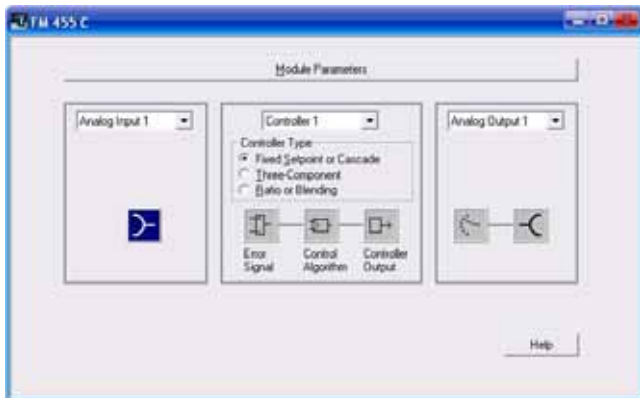 FM 455 C
Module Parameters
Analog Input 1
Controller 1
Analog Output 1
Controller Type
Fixed Setpoint or Cascade
Three-Component
Ratio or Blending
Error Signal
Control Algorithm
Controller Output
Help